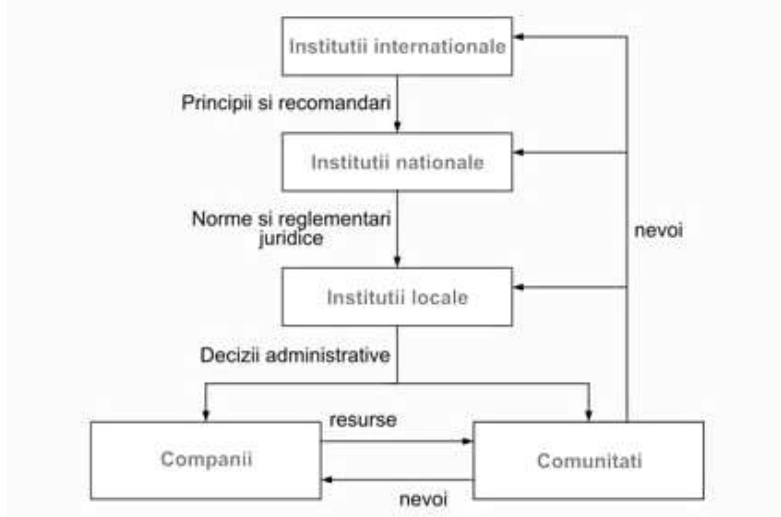 Institutii internationale
Principii si recomandari
Institutii nationale
Norme si reglementari
juridice
nevoi
Institutii locale
Decizii administrative
resurse
Companii
Comunitati
nevoi